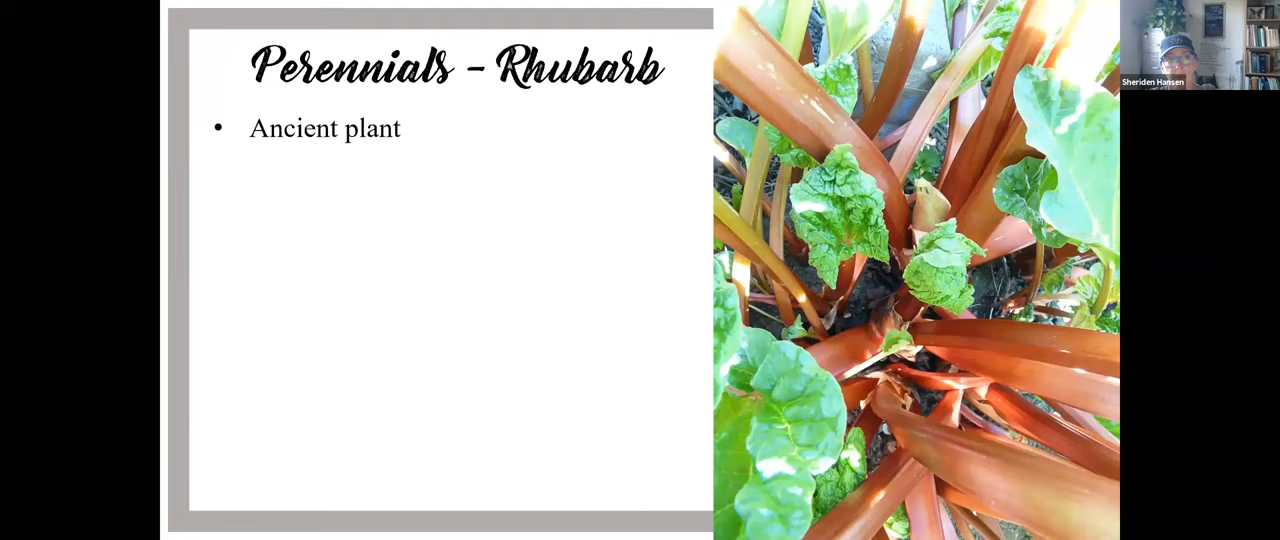 Perennials - Rhubarb
• Ancient plant
Sheriden Hansen